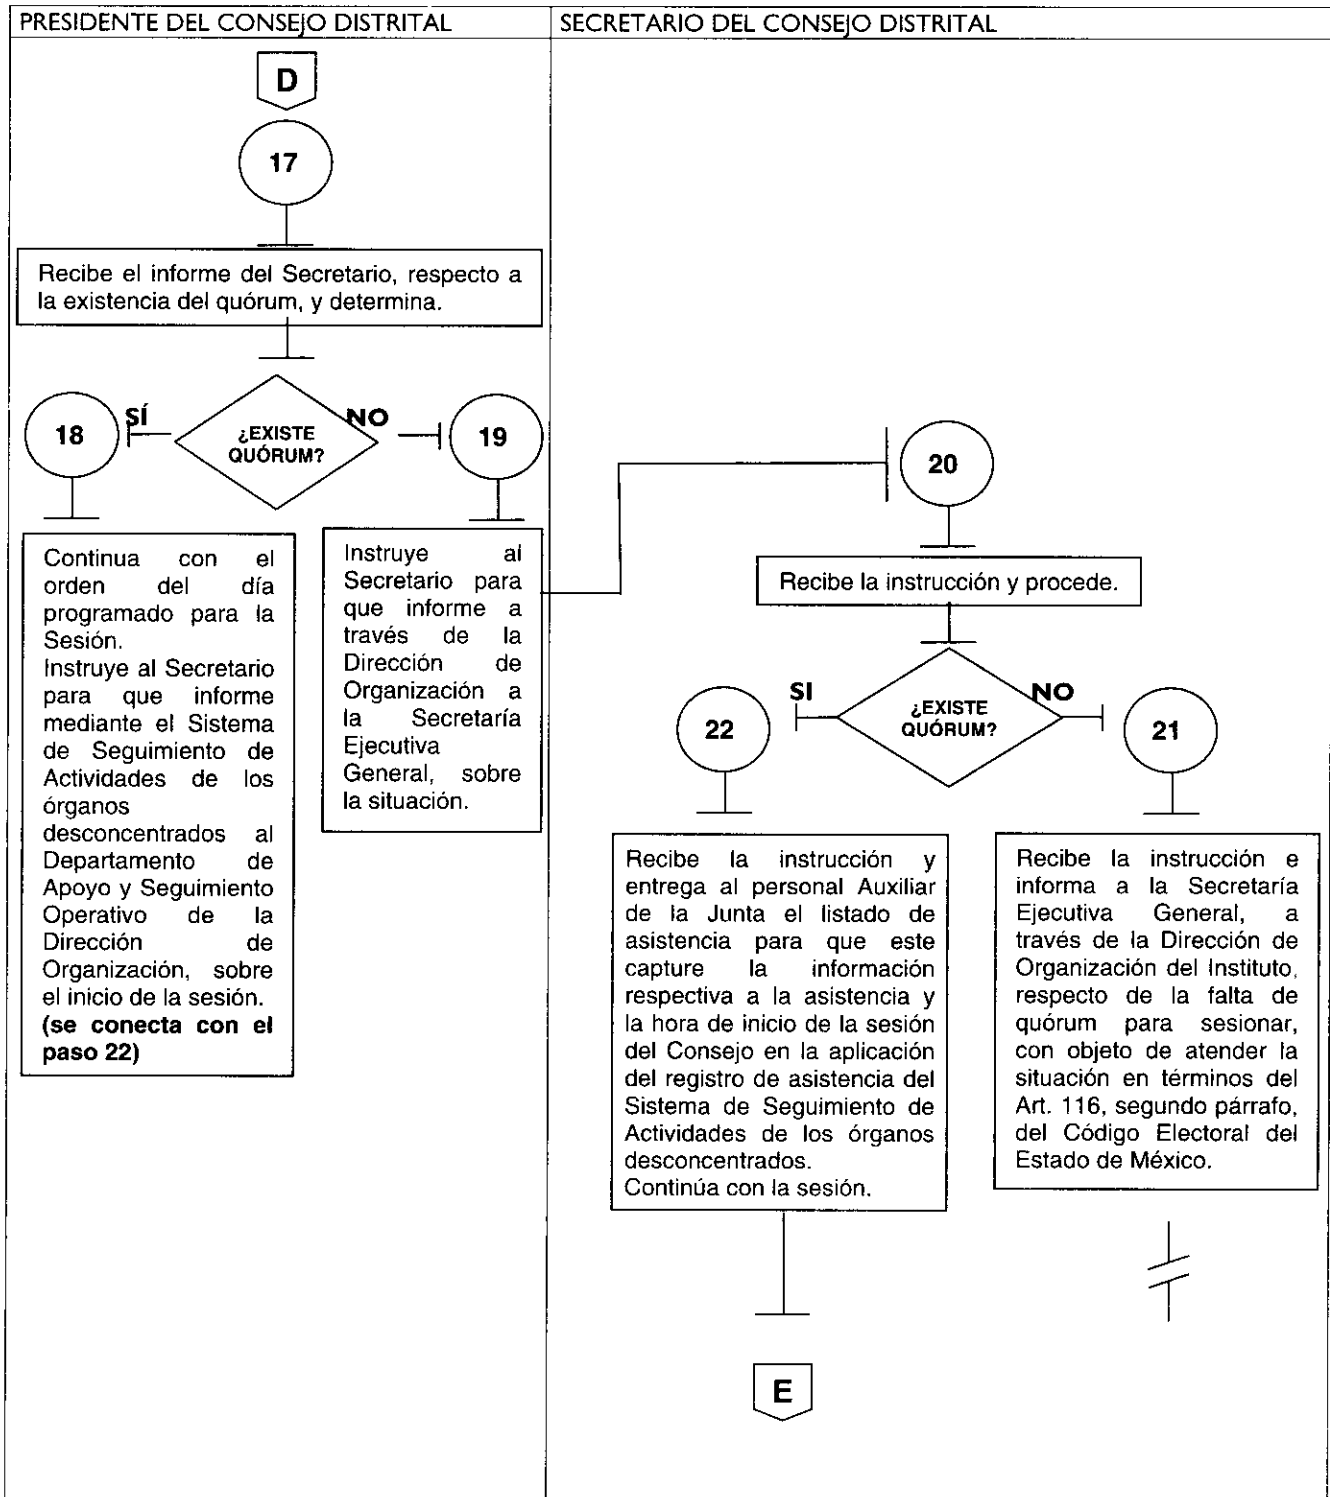 PRESIDENTE DEL CONSEJO DISTRITAL
SECRETARIO DEL CONSEJO DISTRITAL
D
17
Recibe el informe del Secretario, respecto a
la existencia del quórum, y determina.
18
SÍ
¿EXISTE
QUÓRUM?
NO
19
Continua con el
orden del día
programado para la
Sesión.
Instruye al Secretario
para que informe
mediante el Sistema
de Seguimiento de
Actividades de los
órganos
desconcentrados al
Departamento de
Apoyo y Seguimiento
Operativo de la
Dirección de
Organización, sobre
el inicio de la sesión.
(se conecta con el
paso 22)
Instruye al
Secretario para
que informe a
través de la
Dirección de
Organización a
la Secretaría
Ejecutiva
General, sobre
la situación.
20
Recibe la instrucción y procede.
22
SI
¿EXISTE
QUÓRUM?
NO
21
Recibe la instrucción y
entrega al personal Auxiliar
de la Junta el listado de
asistencia para que este
capture la información
respectiva a la asistencia y
la hora de inicio de la sesión
del Consejo en la aplicación
del registro de asistencia del
Sistema de Seguimiento de
Actividades de los órganos
desconcentrados.
Continúa con la sesión.
Recibe la instrucción e
informa a la Secretaría
Ejecutiva General, a
través de la Dirección de
Organización del Instituto,
respecto de la falta de
quórum para sesionar,
con objeto de atender la
situación en términos del
Art. 116, segundo párrafo,
del Código Electoral del
Estado de México.
E